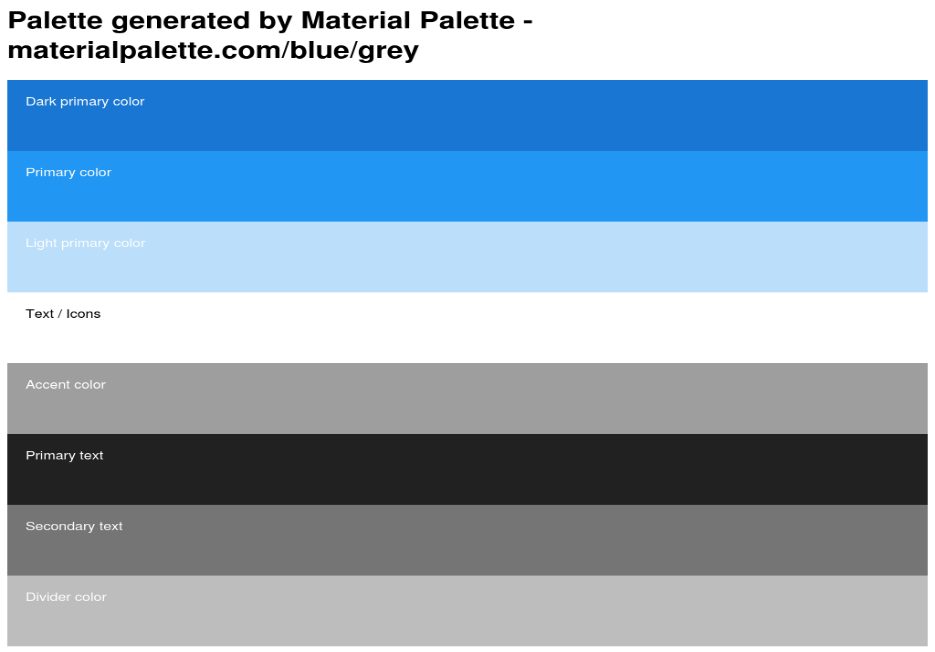 Palette generated by Material Palette -
materialpalette.com/blue/grey
Dark primary color
Primary color
Light primary color
Text / Icons
Accent color
Primary text
Secondary text
Divider color